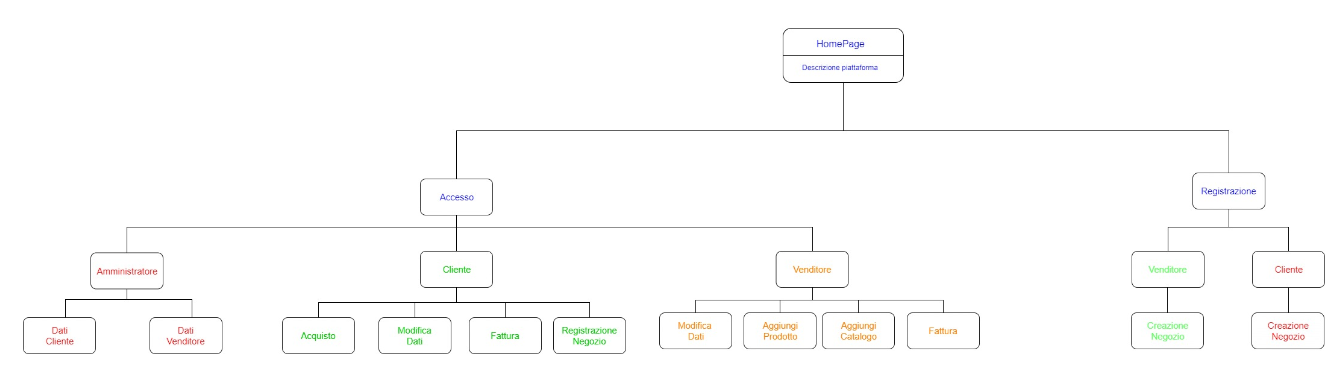 HomePage
Descrizione piattaforma
Accesso
Registrazione
Amministratore
Cliente
Venditore
Venditore
Cliente
Dati
Cliente
Dati
Venditore
Acquisto
Modifica
Dati
Fattura
Registrazione
Negozio
Modifica
Dati
Aggiungi
Prodotto
Aggiungi
Catalogo
Fattura
Creazione
Negozio
Creazione
Negozio